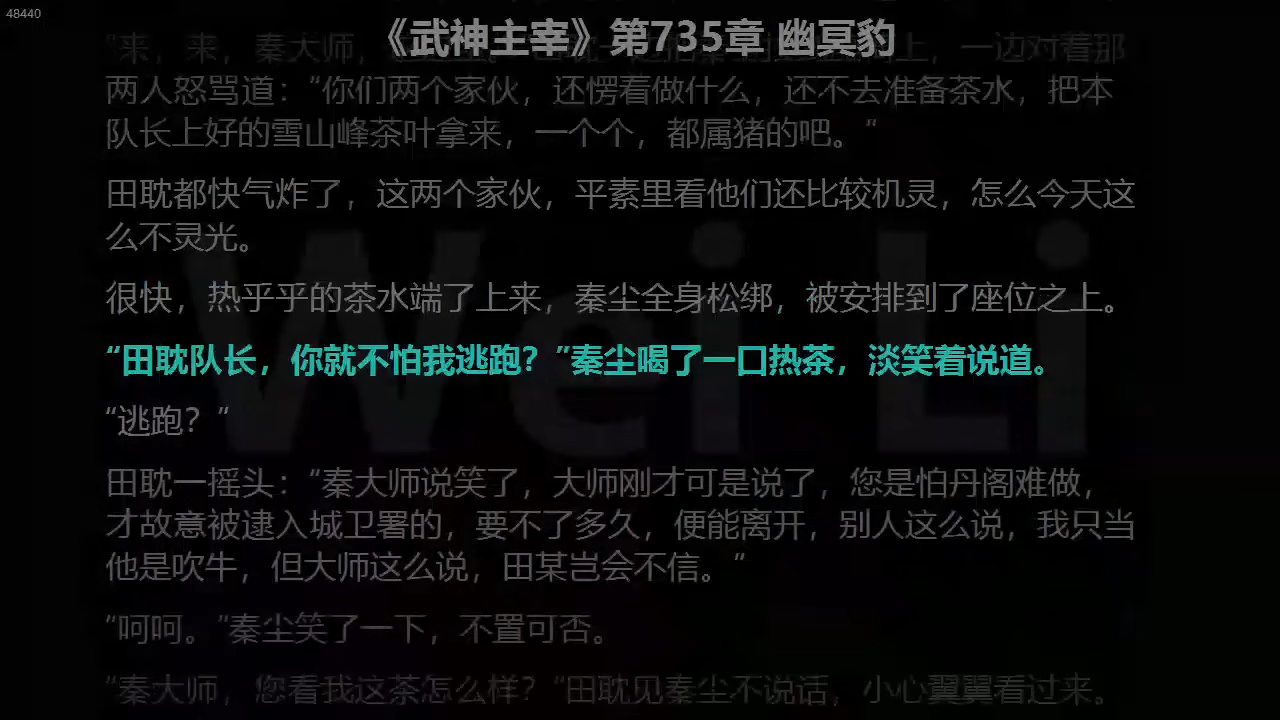 48440
《武神主宰》第735章 幽冥豹
“来，来，秦大师，
上，一边对着那
两人怒骂道：“你们两个家伙，还愣着做什么，还不去准备茶水，把本
队长上好的雪山峰茶叶拿来，一个个，都属猪的吧。”
田耽都快气炸了，这两个家伙，平素里看他们还比较机灵，怎么今天这
么不灵光。
很快，热乎乎的茶水端了上来，秦尘全身松绑，被安排到了座位之上。
“田耽队长，你就不怕我逃跑？”秦尘喝了一口热茶，淡笑着说道。
“逃跑？”
田耽一摇头：“秦大师说笑了，大师刚才可是说了，您是怕丹阁难做，
才故意被逮入城卫署的，要不了多久，便能离开，别人这么说，我只当
他是吹牛，但大师这么说，田某岂会不信。”
“呵呵。”秦尘笑了一下，不置可否。
“秦大师，您看我这茶怎么样？“田耽见秦尘不说话，小心翼翼看过来。
Wei Li